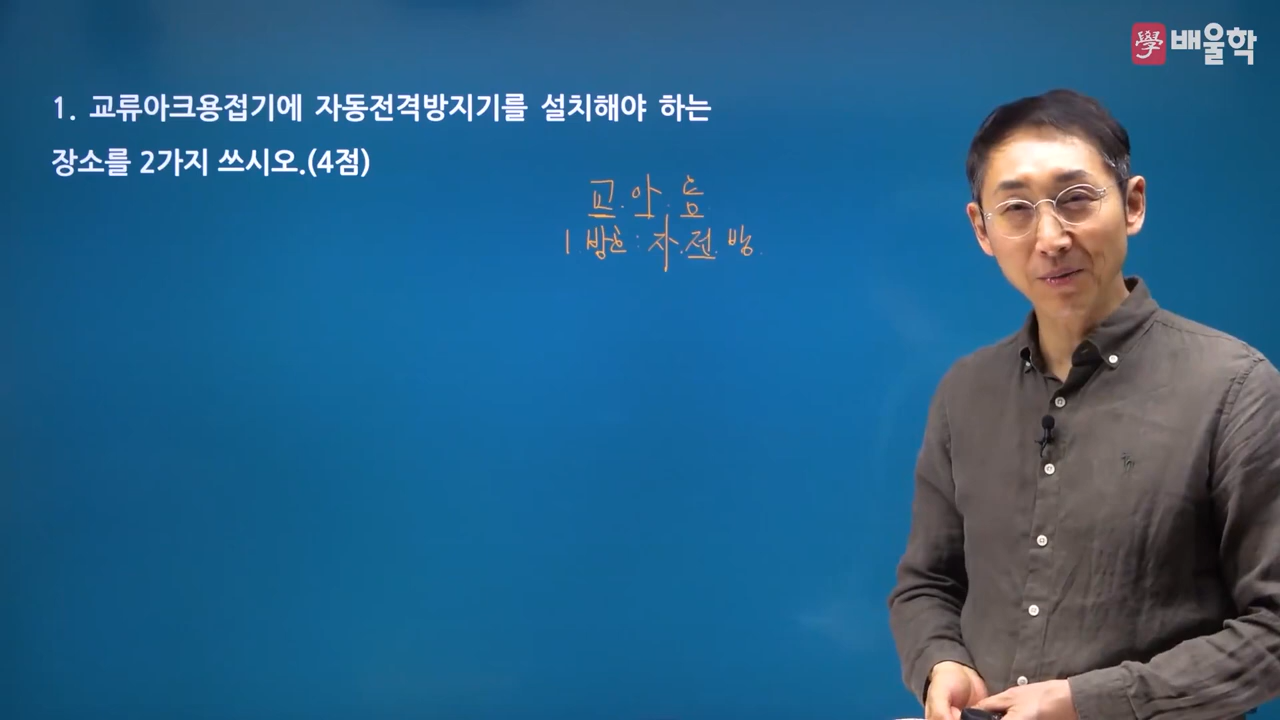 學 배울학
1. 교류아크용접기에 자동전격방지기를 설치해야 하는
장소를 2가지 쓰시오.(4점)
교.아.용
1 방호: 자.전.방.